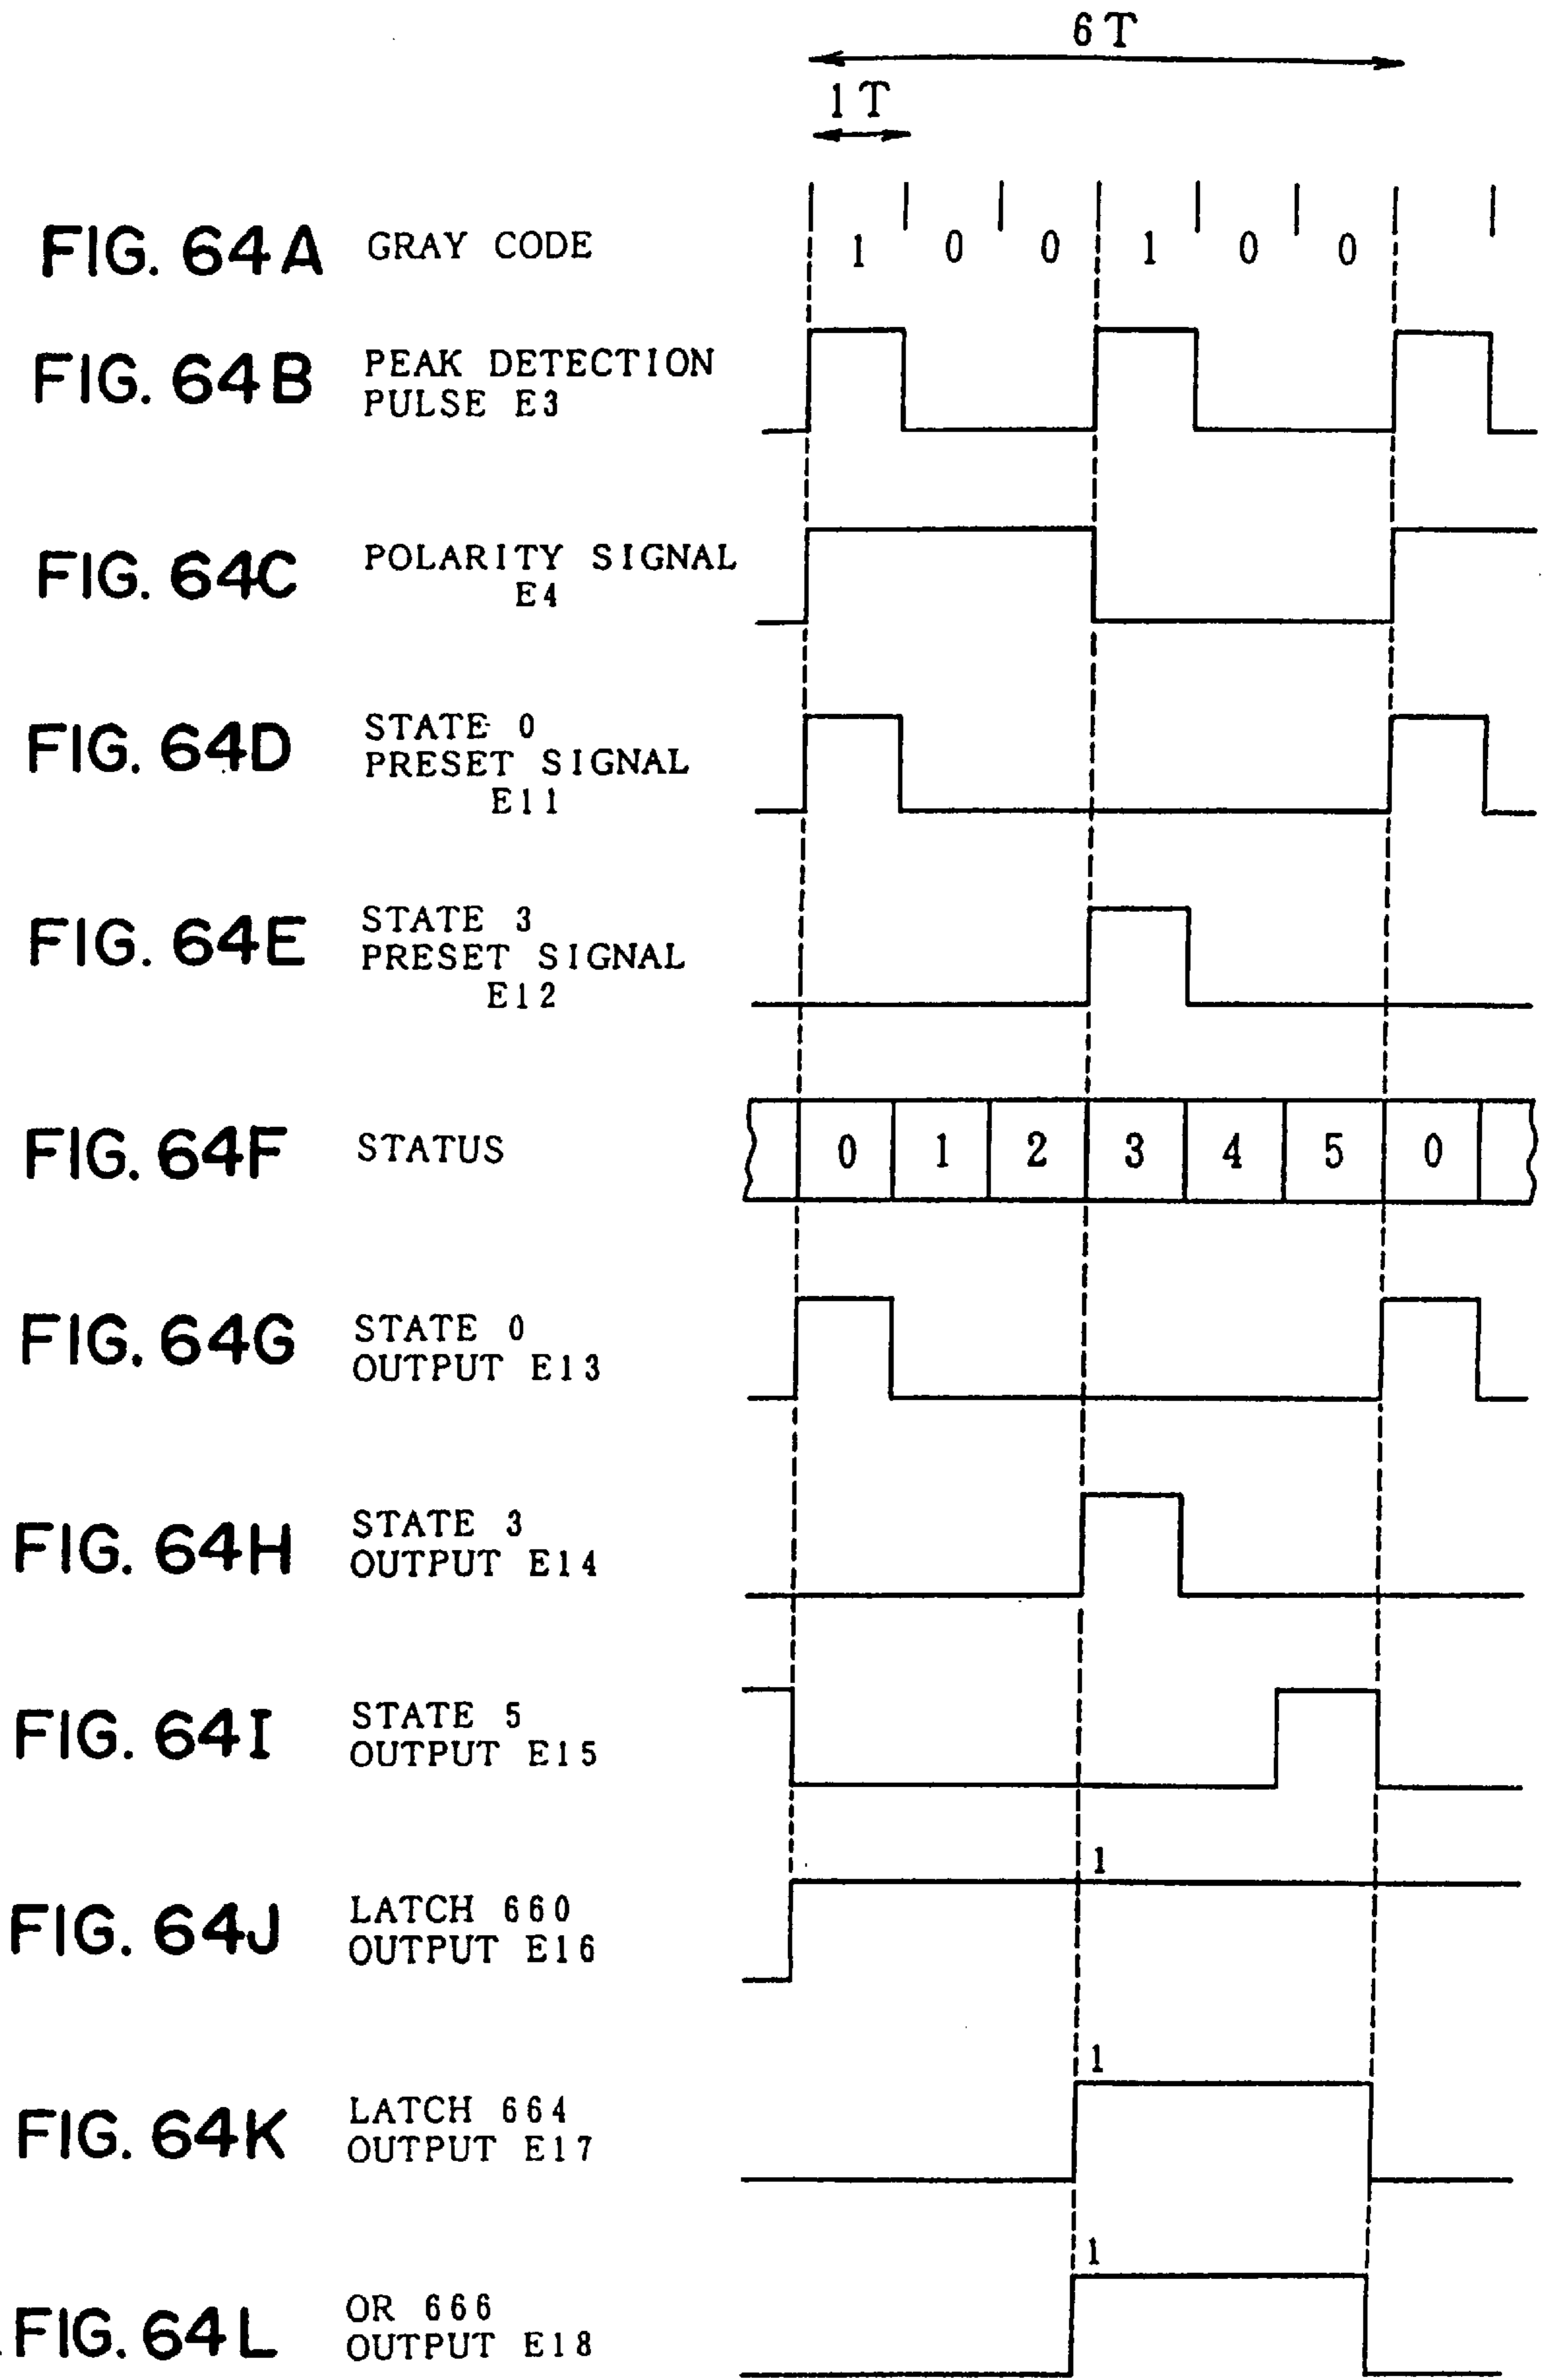 6T
1T
FIG. 64A GRAY CODE 1 0 0 1 0 0
FIG. 64B PEAK DETECTION
PULSE E3
FIG. 64C POLARITY SIGNAL
E4
FIG. 64D STATE 0
PRESET SIGNAL
E11
FIG. 64E STATE 3
PRESET SIGNAL
E12
FIG. 64F STATUS 0 1 2 3 4 5 0
FIG. 64G STATE 0
OUTPUT E13
FIG. 64H STATE 3
OUTPUT E14
FIG. 64I STATE 5
OUTPUT E15
1
FIG. 64J LATCH 660
OUTPUT E16
1
FIG. 64K LATCH 664
OUTPUT E17
1
FIG. 64L OR 666
OUTPUT E18